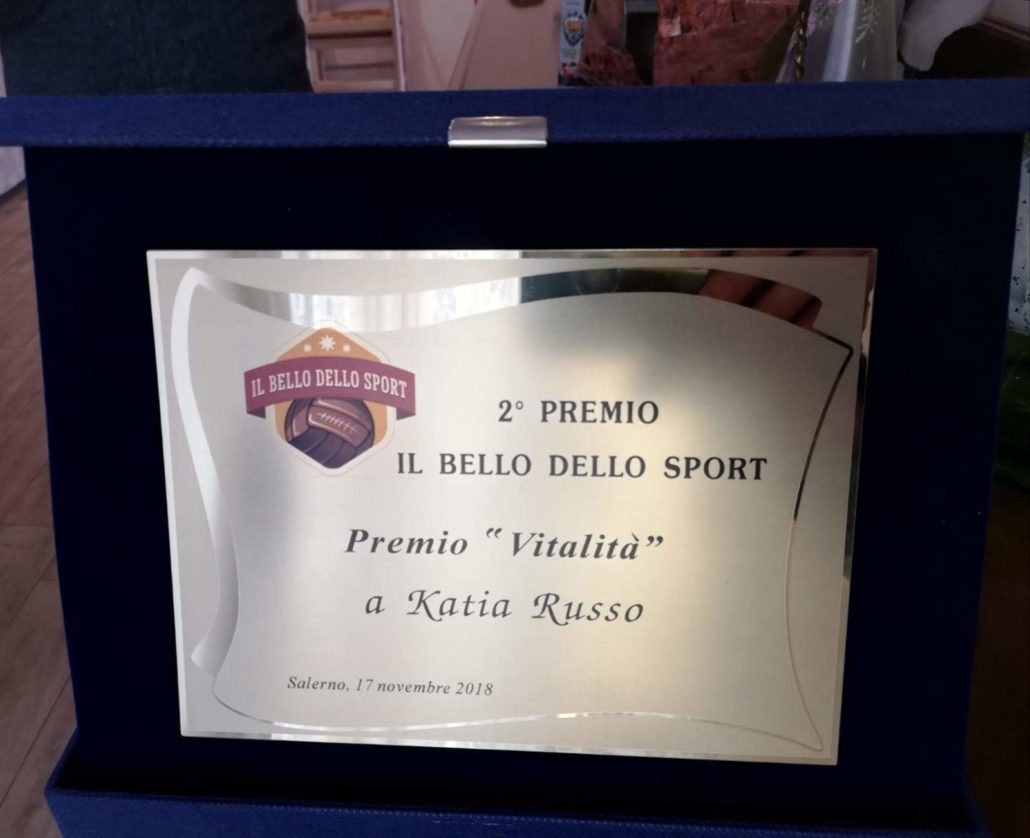 IL BELLO DELLO SPORT
2° PREMIO
IL BELLO DELLO SPORT
Premio “Vitalità”
a Katia Russo
Salerno, 17 novembre 2018